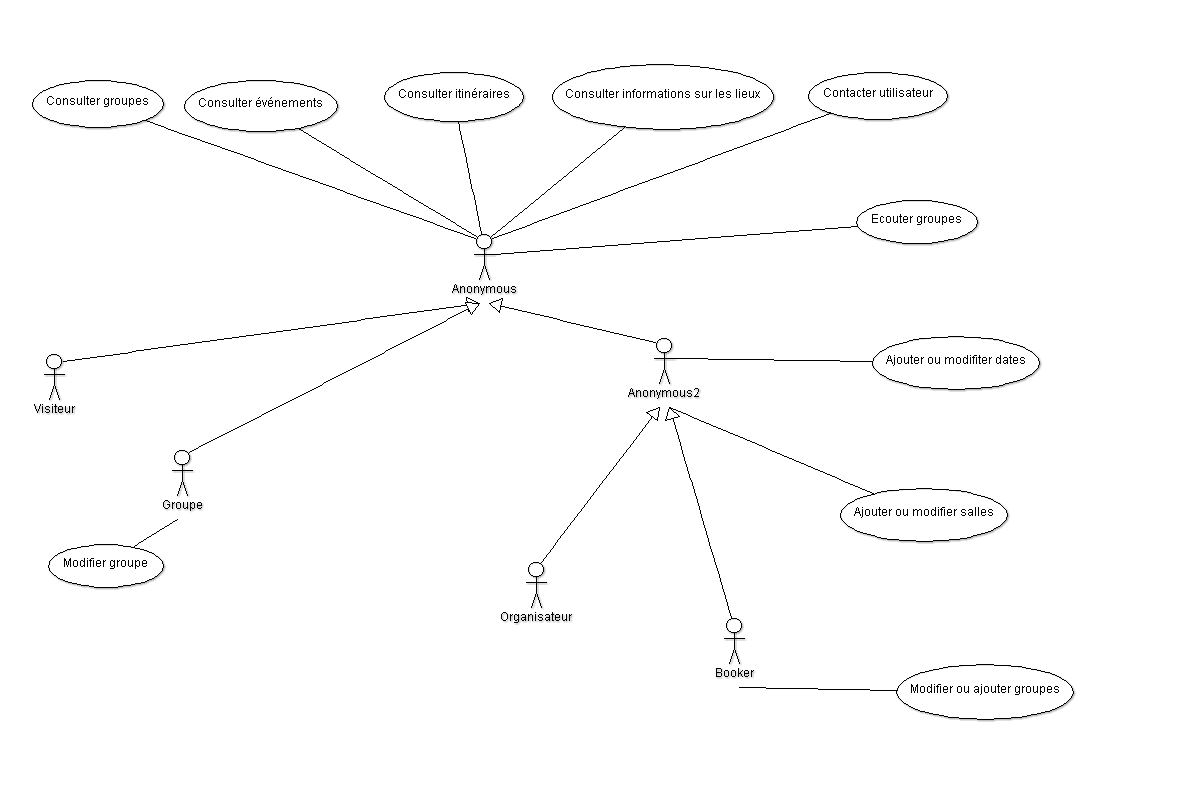 Consulter groupes
Consulter événements
Consulter itinéraires
Consulter informations sur les lieux
Contacter utilisateur
Ecouter groupes
Anonymous
Visiteur
Anonymous2
Ajouter ou modifiter dates
Groupe
Ajouter ou modifier salles
Modifier groupe
Organisateur
Booker
Modifier ou ajouter groupes